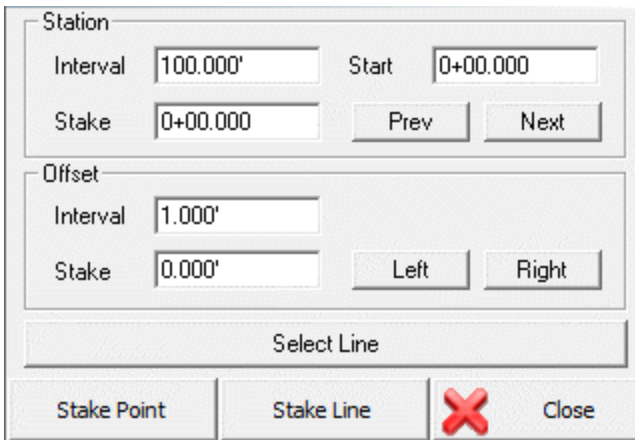 Station
Interval 100.000' Start 0+00.000
Stake 0+00.000 Prev Next
Offset
Interval 1.000'
Stake 0.000' Left Right
Select Line
Stake Point Stake Line Close